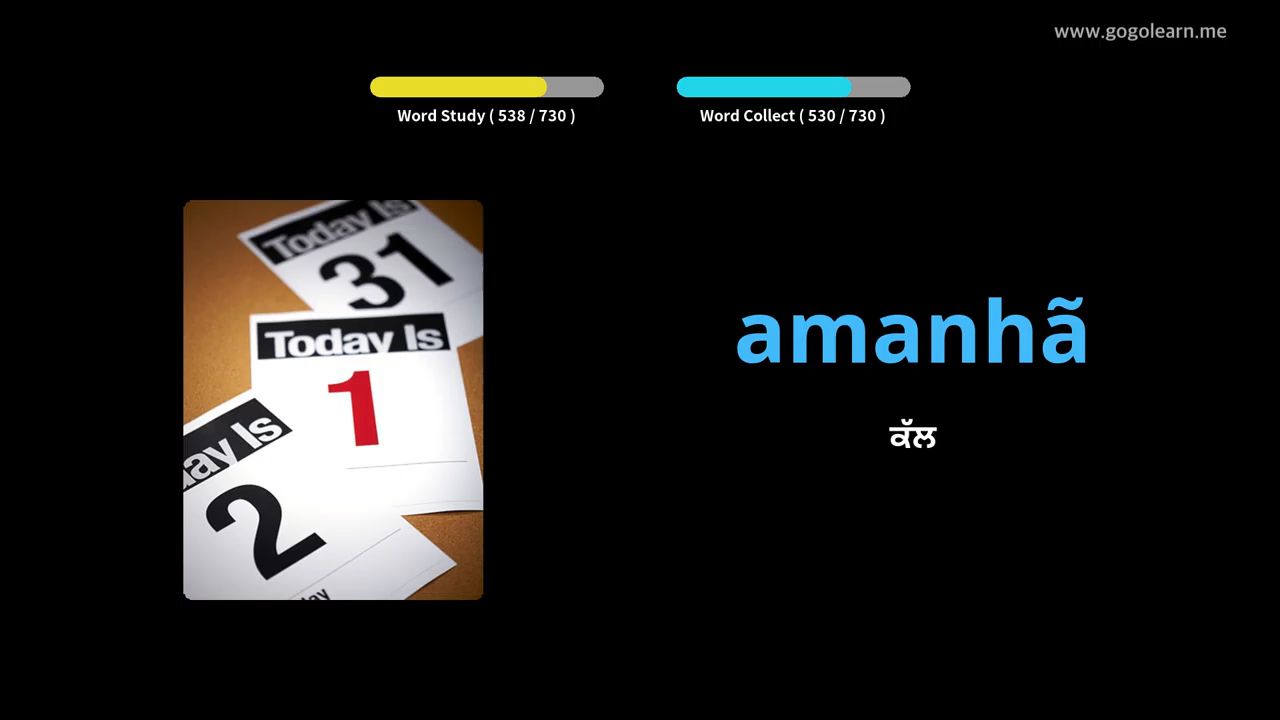 www.gogolearn.me
Word Study ( 538 / 730 )
Word Collect ( 530 / 730 )
Today Is
31
Today Is
1
day Is
2
amanhã
ਕੱਲ